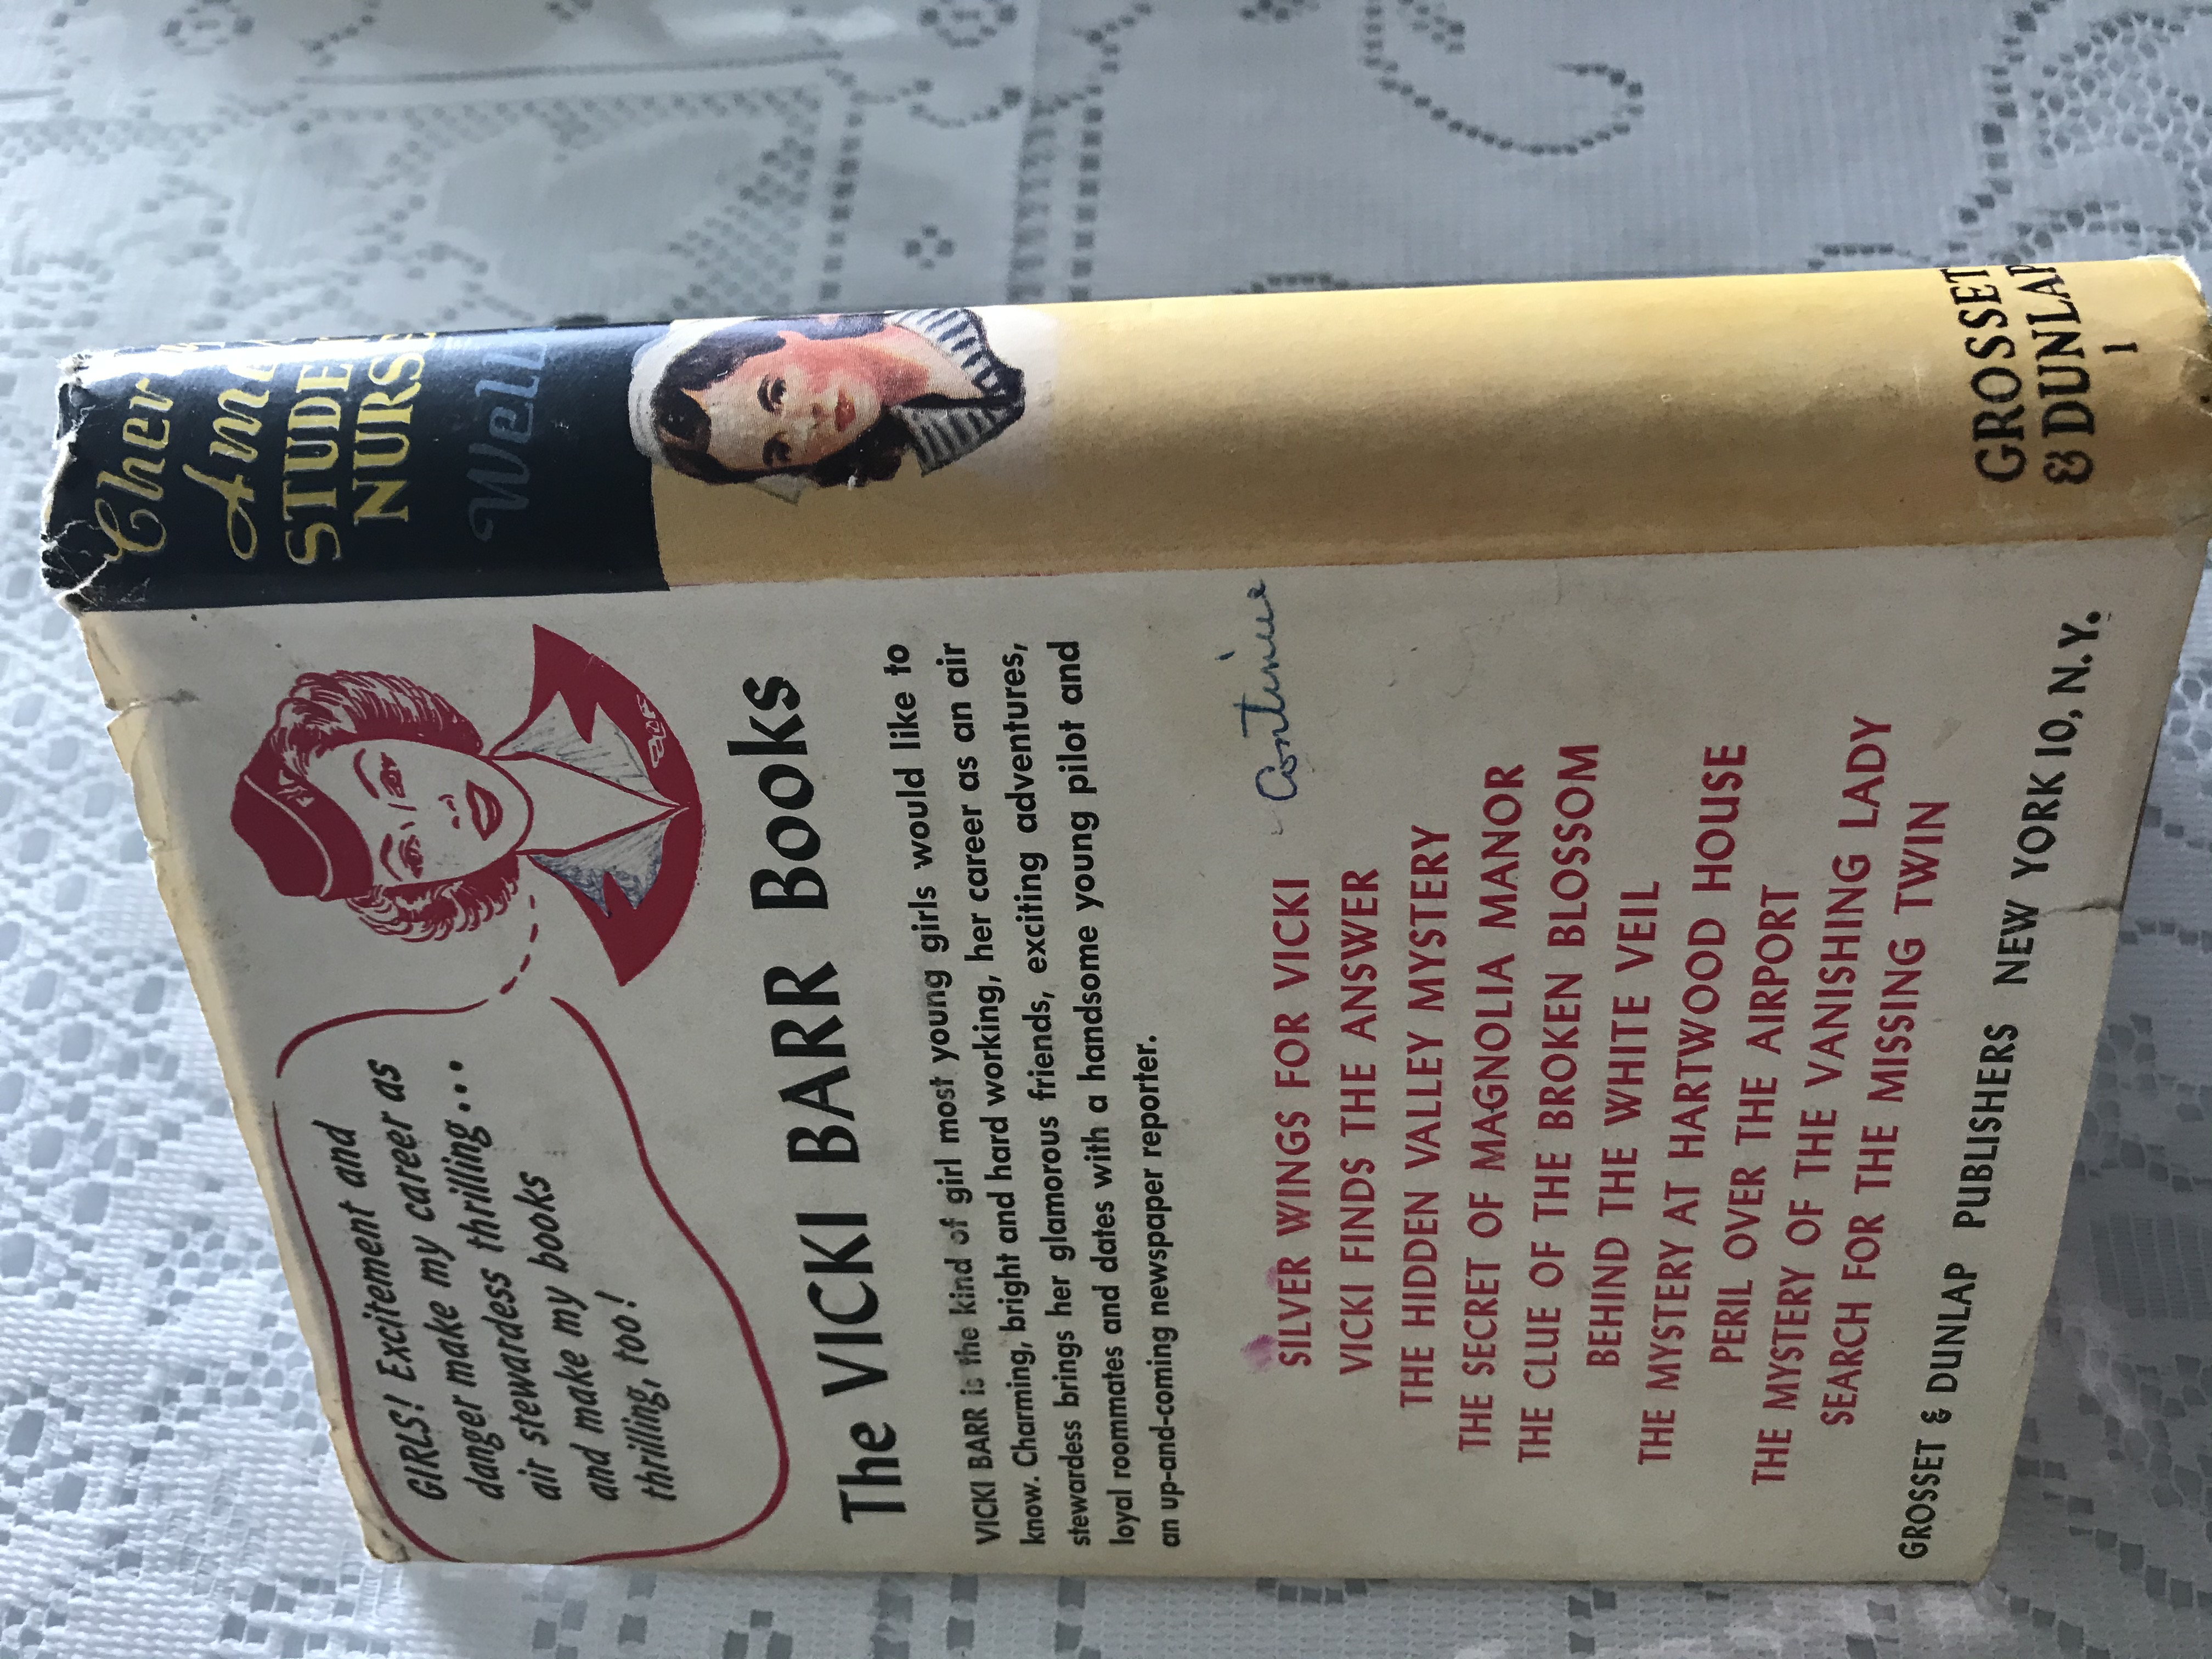 Cher
STUDE
NURS
Well
GROSSET
& DUNLAP
1
GIRLS! Excitement and
danger make my career as
air stewardess thrilling...
and make my books
thrilling, too!
The VICKI BARR Books
VICKI BARR is the kind of girl most young girls would like to
know. Charming, bright and hard working, her career as an air
stewardess brings her glamorous friends, exciting adventures,
loyal roommates and dates with a handsome young pilot and
an up-and-coming newspaper reporter.
SILVER WINGS FOR VICKI - Continue
VICKI FINDS THE ANSWER
THE HIDDEN VALLEY MYSTERY
THE SECRET OF MAGNOLIA MANOR
THE CLUE OF THE BROKEN BLOSSOM
BEHIND THE WHITE VEIL
THE MYSTERY AT HARTWOOD HOUSE
PERIL OVER THE AIRPORT
THE MYSTERY OF THE VANISHING LADY
SEARCH FOR THE MISSING TWIN
GROSSET & DUNLAP PUBLISHERS NEW YORK 10, N.Y.